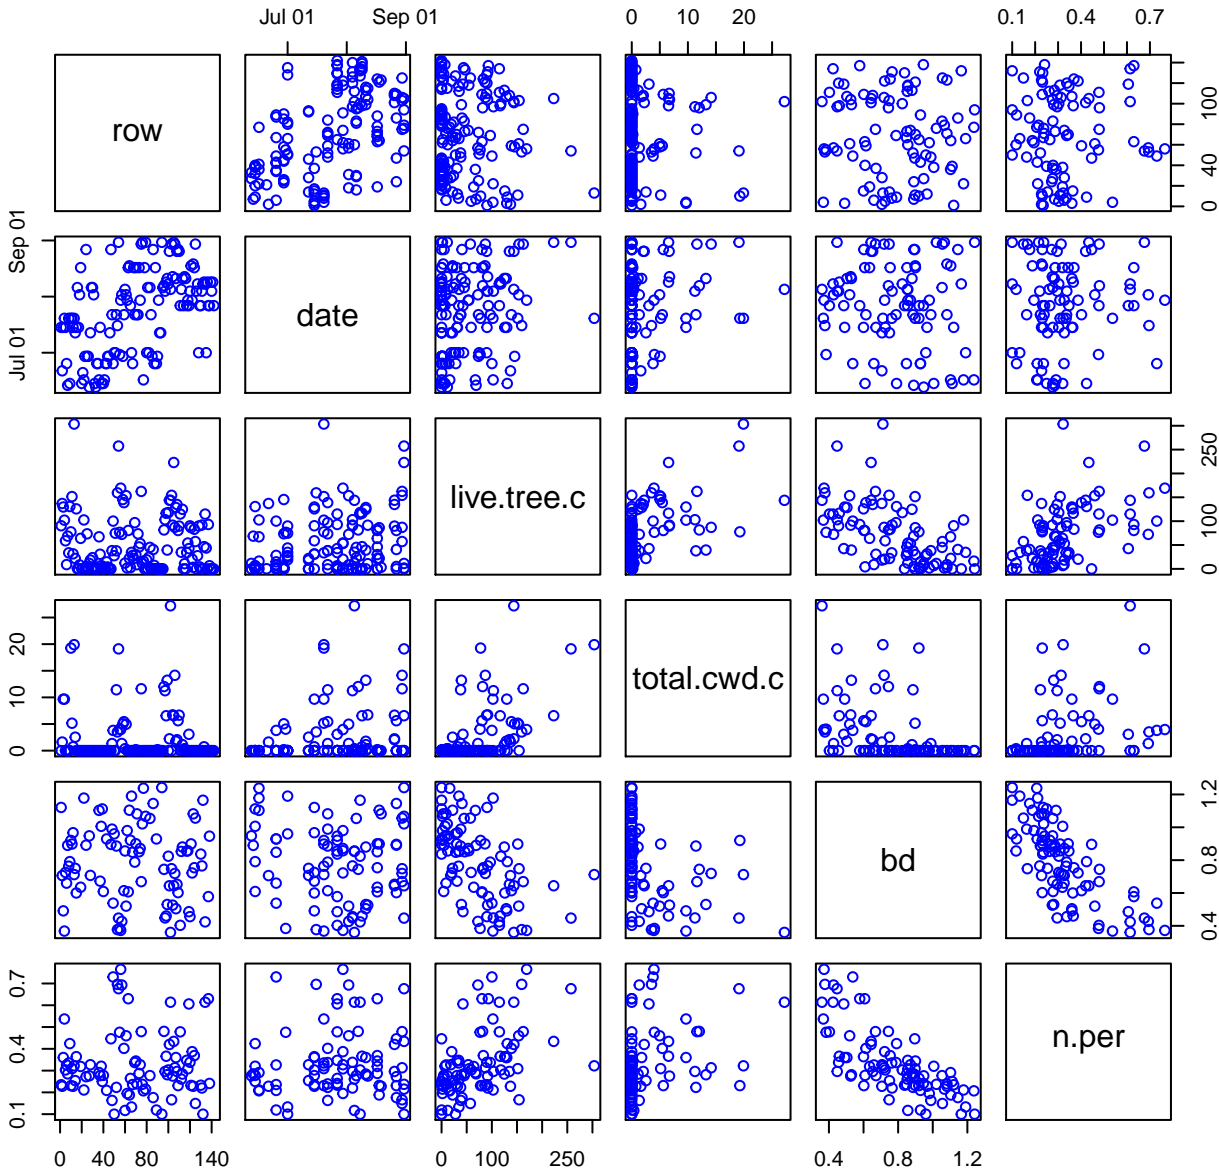 Jul 01 Sep 01 0 10 20 0.1 0.4 0.7
row 0 40 100
Jul 01 Sep 01 date
live.tree.c 0 100 250
0 10 20 total.cwd.c
bd 0.4 0.8 1.2
0.1 0.4 0.7 n.per
0 40 80 140 0 100 250 0.4 0.8 1.2